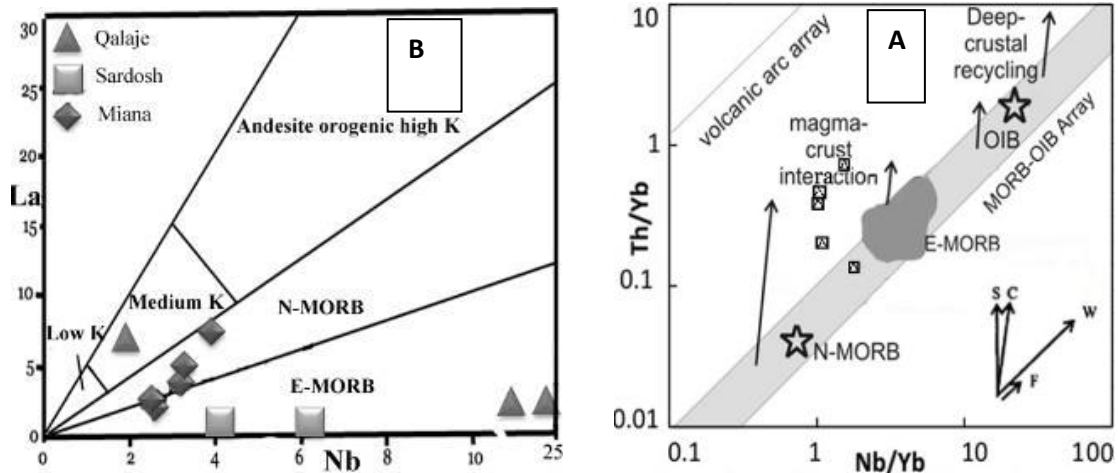 30
25
20
La
15
10
5
0
Qalaje
Sardosh
Miana
B
Andesite orogenic high K
Medium K
Low K
N-MORB
E-MORB
0
2
4
6
8
10
25
Nb
10
1
Th/Yb
0.1
0.01
volcanic arc array
A
Deep-
crustal
recycling
magma-
crust
interaction
OIB
MORB-OIB Array
E-MORB
N-MORB
S
C
W
F
0.1
1
10
100
Nb/Yb